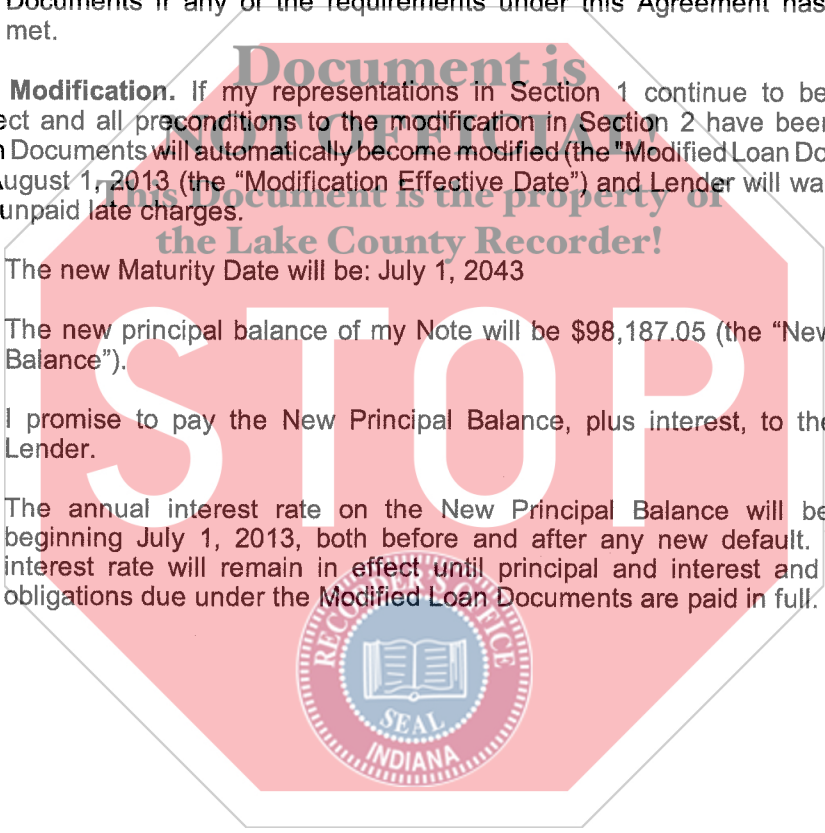 Documents if any of the requirements under this Agreement has
met.
Modification. If my representations in Section 1 continue to be
ect and all preconditions to the modification in Section 2 have been
n Documents will automatically become modified (the "Modified Loan Do
August 1, 2013 (the “Modification Effective Date”) and Lender will wa
unpaid late charges.
The new Maturity Date will be: July 1, 2043
The new principal balance of my Note will be $98,187.05 (the “New
Balance”).
I promise to pay the New Principal Balance, plus interest, to the
Lender.
The annual interest rate on the New Principal Balance will be
beginning July 1, 2013, both before and after any new default.
interest rate will remain in effect until principal and interest and
obligations due under the Modified Loan Documents are paid in full.
Document is
NOT OFFICIAL!
This Document is the property of
the Lake County Recorder!
STOP
RECORDER'S OFFICE
SEAL
INDIANA